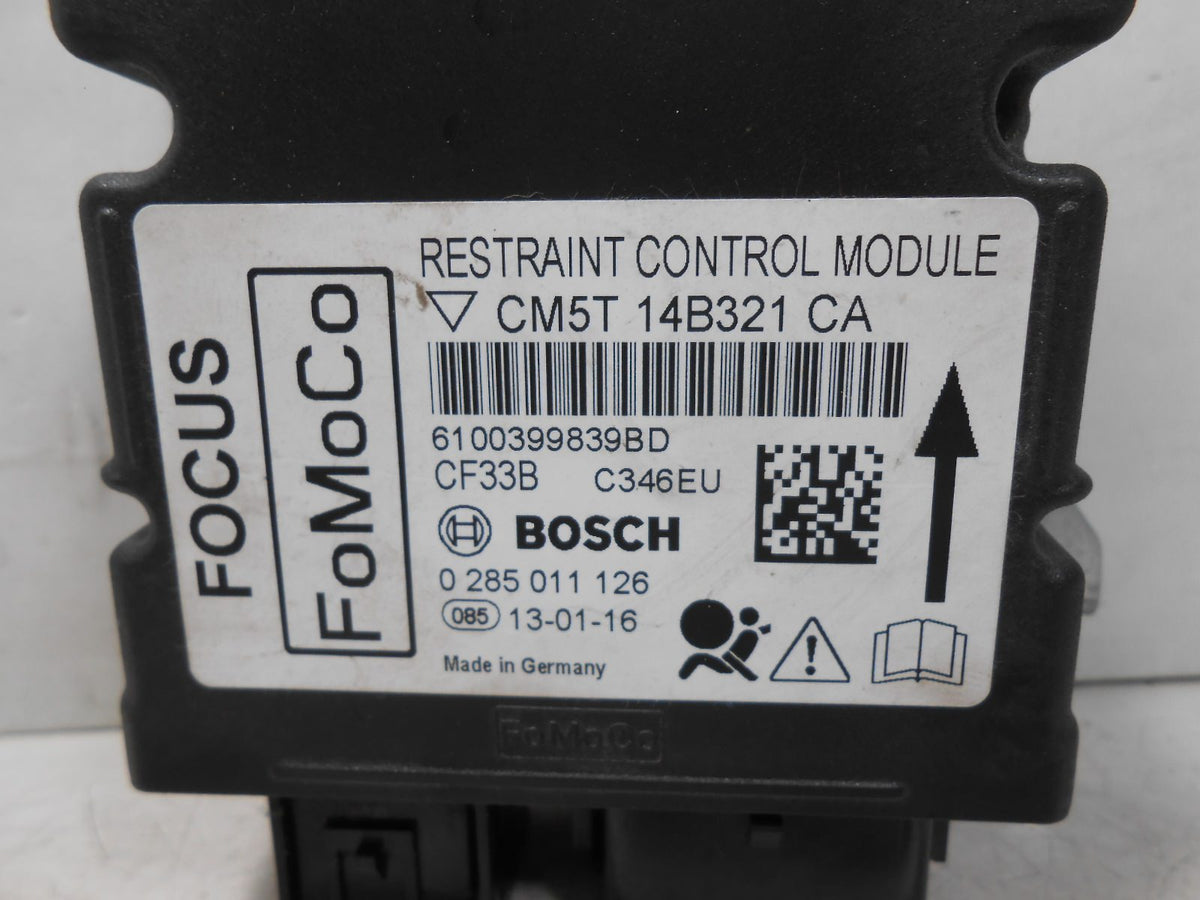 RESTRAINT CONTROL MODULE
CM5T 14B321 CA
6100399839BD
CF33B C346EU
BOSCH
0 285 011 126
085 13-01-16
Made in Germany
FOCUS
FoMoCo
FoMoCo